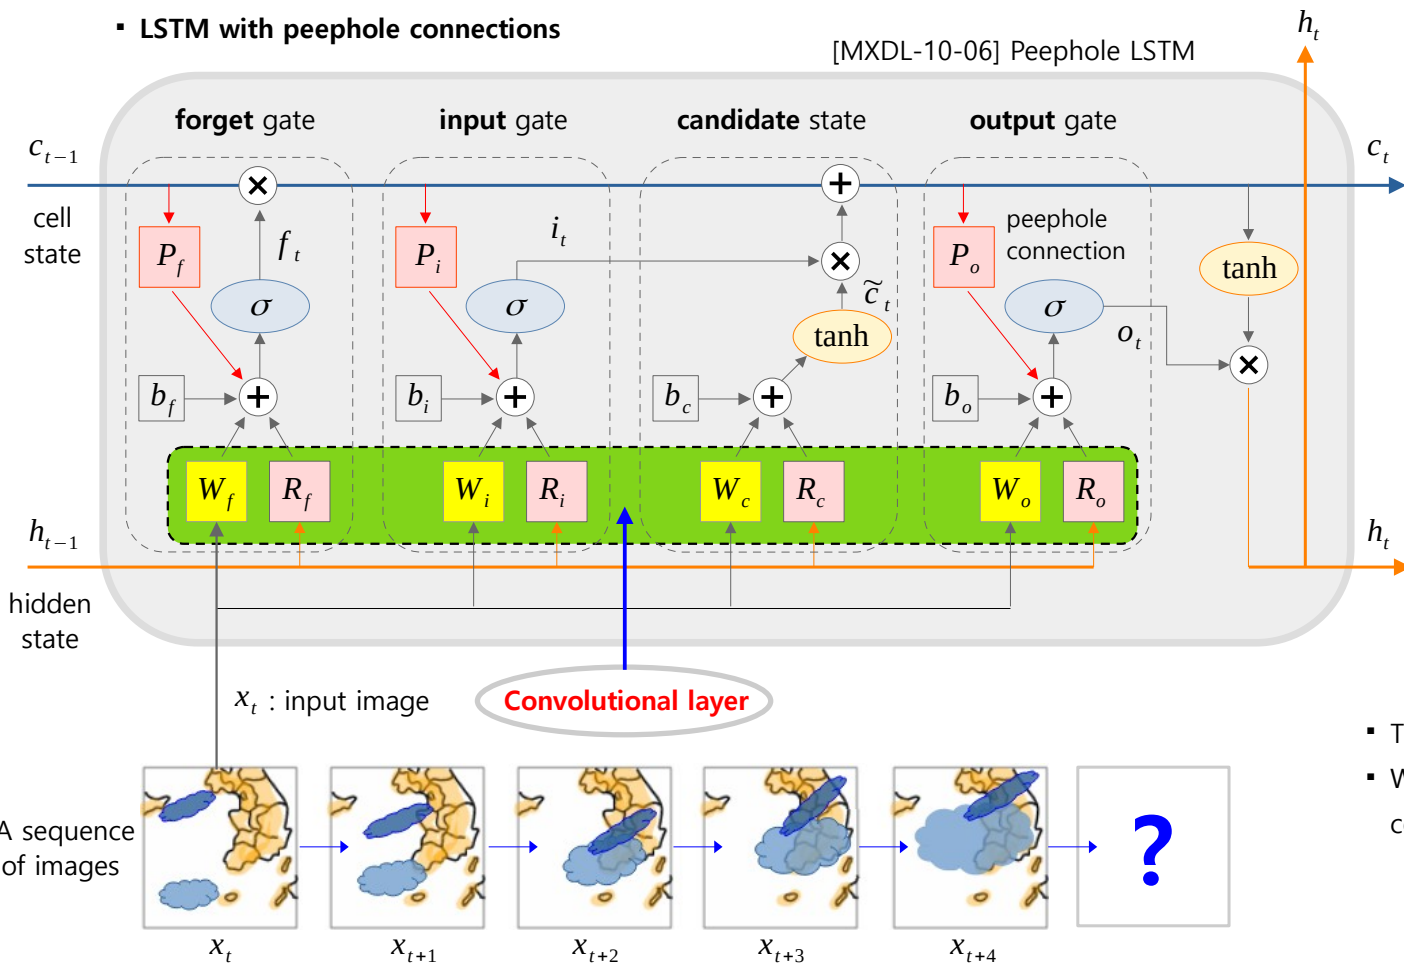 ▪ LSTM with peephole connections
[MXDL-10-06] Peephole LSTM
h_t
forget gate
input gate
candidate state
output gate
c_{t−1}
c_t
cell
state
P_f
f_t
P_i
i_t
P_o
peephole
connection
tanh
σ
σ
c̃_t
tanh
σ
o_t
b_f
b_i
b_c
b_o
W_f
R_f
W_i
R_i
W_c
R_c
W_o
R_o
h_{t−1}
h_t
hidden
state
x_t : input image
Convolutional layer
▪ T
▪ W
A sequence
of images
?
x_t
x_{t+1}
x_{t+2}
x_{t+3}
x_{t+4}